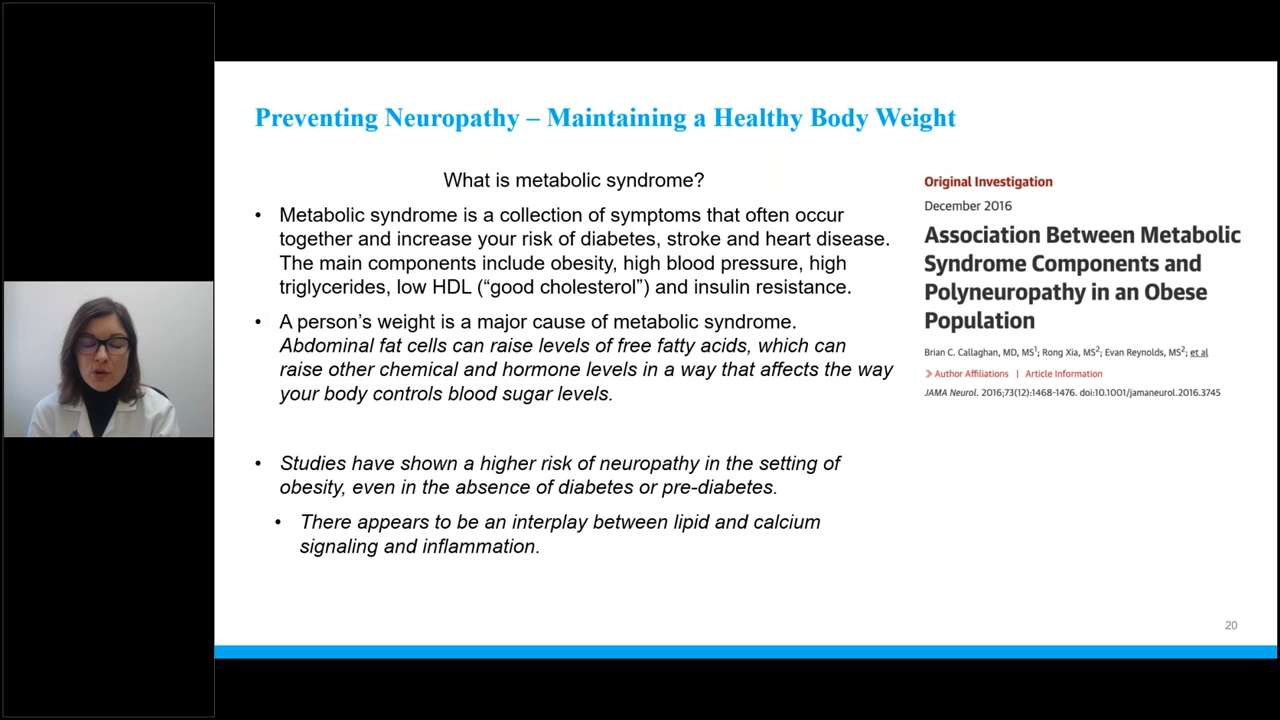 Preventing Neuropathy – Maintaining a Healthy Body Weight
What is metabolic syndrome?
• Metabolic syndrome is a collection of symptoms that often occur
together and increase your risk of diabetes, stroke and heart disease.
The main components include obesity, high blood pressure, high
triglycerides, low HDL (“good cholesterol”) and insulin resistance.
• A person’s weight is a major cause of metabolic syndrome.
Abdominal fat cells can raise levels of free fatty acids, which can
raise other chemical and hormone levels in a way that affects the way
your body controls blood sugar levels.
• Studies have shown a higher risk of neuropathy in the setting of
obesity, even in the absence of diabetes or pre-diabetes.
• There appears to be an interplay between lipid and calcium
signaling and inflammation.
Original Investigation
December 2016
Association Between Metabolic
Syndrome Components and
Polyneuropathy in an Obese
Population
Brian C. Callaghan, MD, MS1; Rong Xia, MS2; Evan Reynolds, MS2; et al
» Author Affiliations | Article Information
JAMA Neurol. 2016;73(12):1468-1476. doi:10.1001/jamaneurol.2016.3745
20